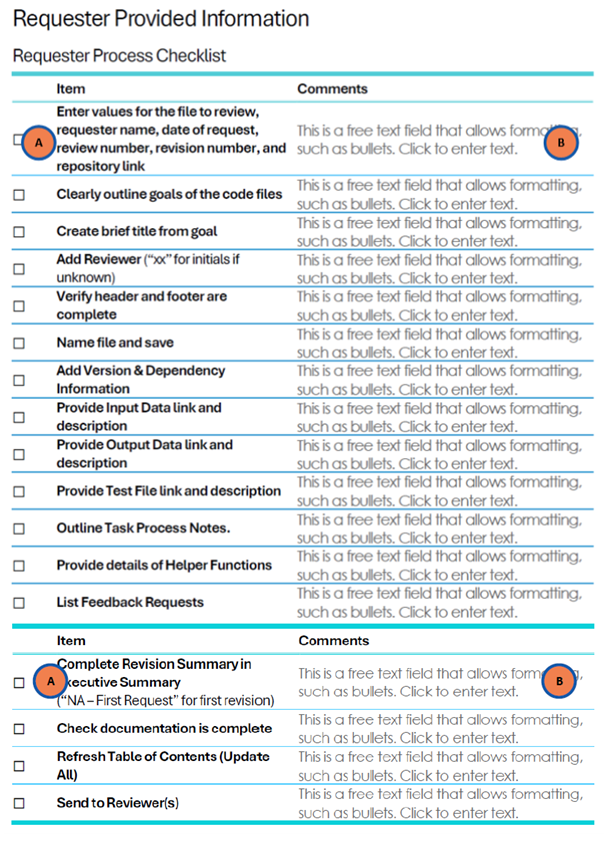 Requester Provided Information
Requester Process Checklist
Item Comments
Enter values for the file to review,
requester name, date of request,
review number, revision number, and
repository link
This is a free text field that allows formatting,
such as bullets. Click to enter text.
A
B
Clearly outline goals of the code files
This is a free text field that allows formatting,
such as bullets. Click to enter text.
Create brief title from goal
This is a free text field that allows formatting,
such as bullets. Click to enter text.
Add Reviewer (“xx” for initials if
unknown)
This is a free text field that allows formatting,
such as bullets. Click to enter text.
Verify header and footer are
complete
This is a free text field that allows formatting,
such as bullets. Click to enter text.
Name file and save
This is a free text field that allows formatting,
such as bullets. Click to enter text.
Add Version & Dependency
Information
This is a free text field that allows formatting,
such as bullets. Click to enter text.
Provide Input Data link and
description
This is a free text field that allows formatting,
such as bullets. Click to enter text.
Provide Output Data link and
description
This is a free text field that allows formatting,
such as bullets. Click to enter text.
Provide Test File link and description
This is a free text field that allows formatting,
such as bullets. Click to enter text.
Outline Task Process Notes.
This is a free text field that allows formatting,
such as bullets. Click to enter text.
Provide details of Helper Functions
This is a free text field that allows formatting,
such as bullets. Click to enter text.
List Feedback Requests
This is a free text field that allows formatting,
such as bullets. Click to enter text.
Item Comments
Complete Revision Summary in
Executive Summary
(“NA – First Request” for first revision)
This is a free text field that allows formatting,
such as bullets. Click to enter text.
A
B
Check documentation is complete
This is a free text field that allows formatting,
such as bullets. Click to enter text.
Refresh Table of Contents (Update
All)
This is a free text field that allows formatting,
such as bullets. Click to enter text.
Send to Reviewer(s)
This is a free text field that allows formatting,
such as bullets. Click to enter text.